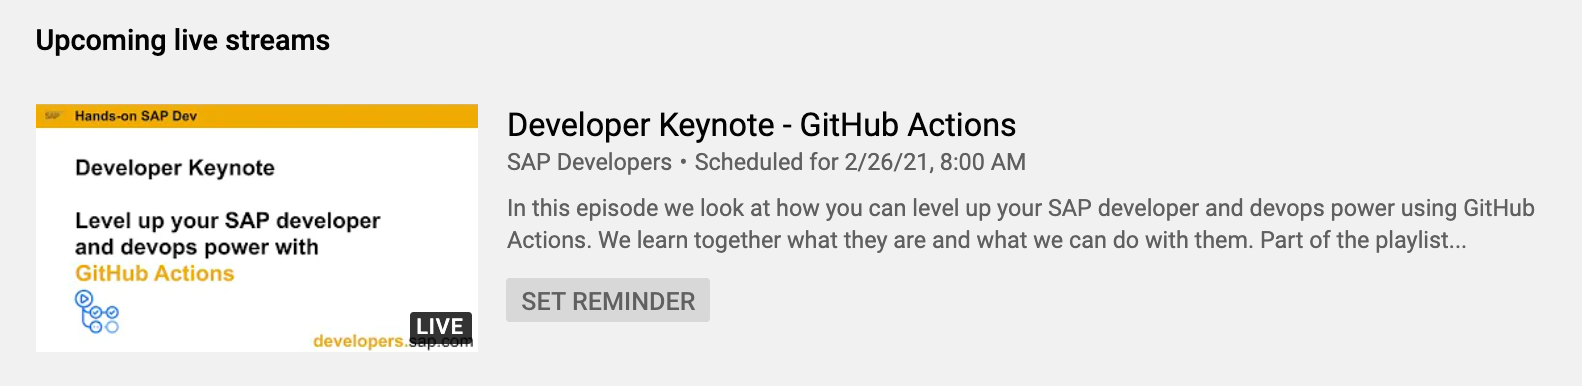 Upcoming live streams
SAP
Hands-on SAP Dev
Developer Keynote
Level up your SAP developer
and devops power with
GitHub Actions
LIVE
developers.sap.com
Developer Keynote - GitHub Actions
SAP Developers • Scheduled for 2/26/21, 8:00 AM
In this episode we look at how you can level up your SAP developer and devops power using GitHub
Actions. We learn together what they are and what we can do with them. Part of the playlist...
SET REMINDER